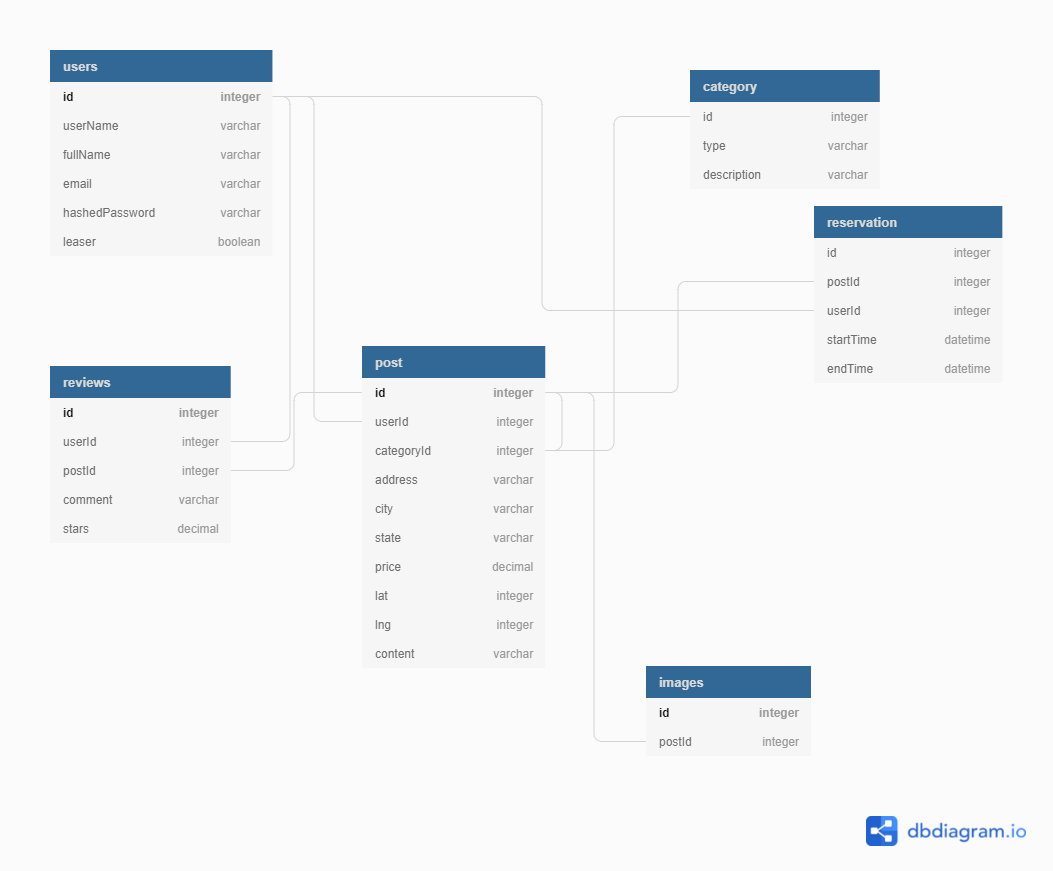 users
id integer
userName varchar
fullName varchar
email varchar
hashedPassword varchar
leaser boolean
category
id integer
type varchar
description varchar
reservation
id integer
postId integer
userId integer
startTime datetime
endTime datetime
reviews
id integer
userId integer
postId integer
comment varchar
stars decimal
post
id integer
userId integer
categoryId integer
address varchar
city varchar
state varchar
price decimal
lat integer
lng integer
content varchar
images
id integer
postId integer
dbdiagram.io